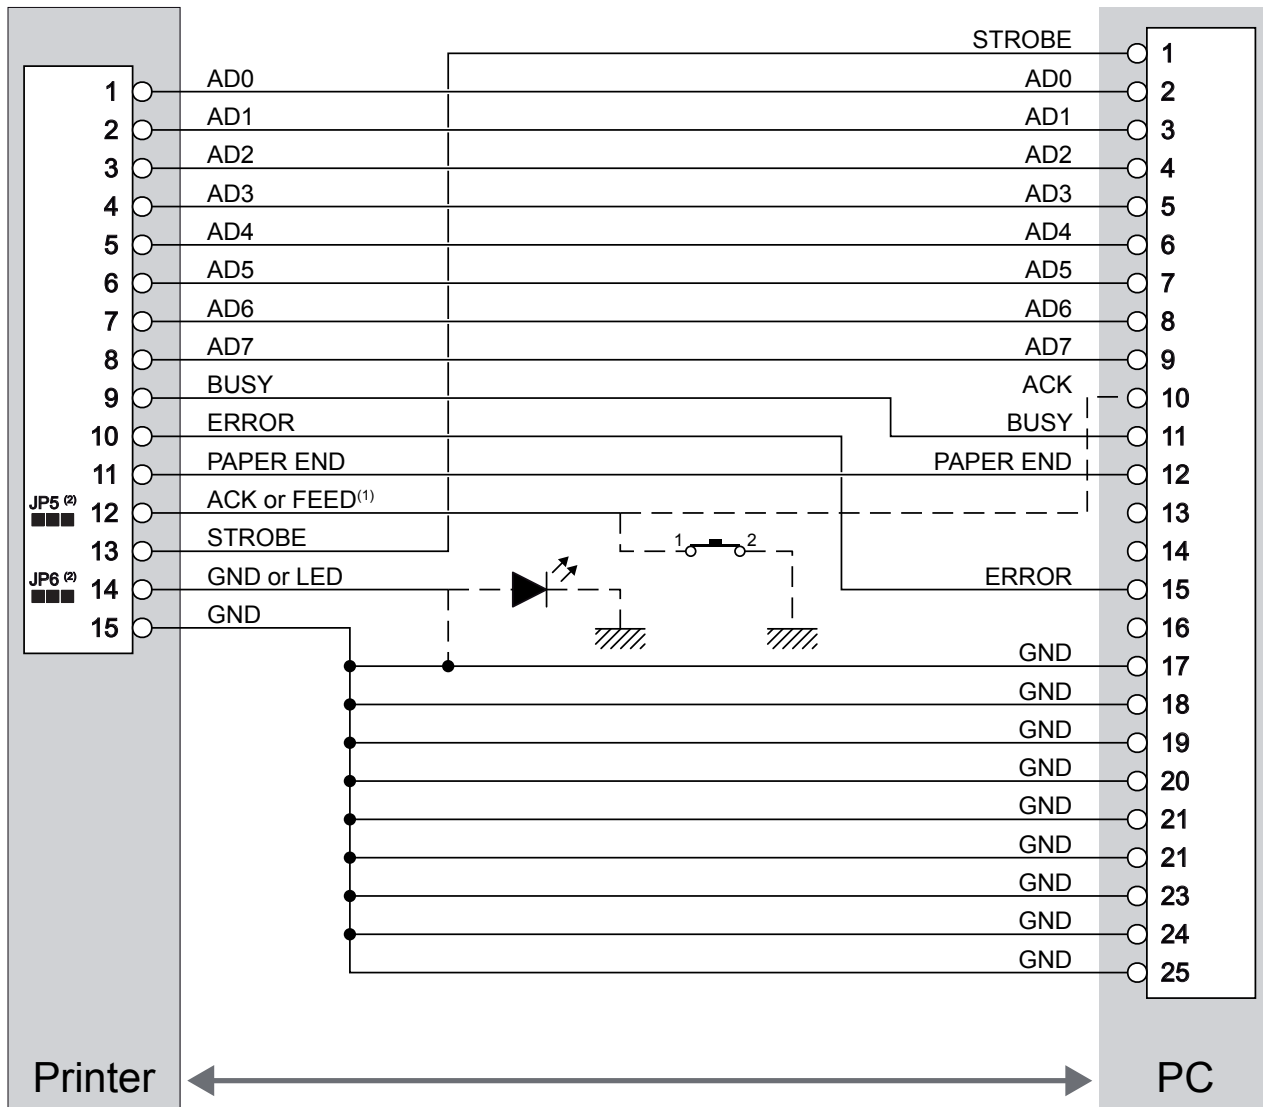 STROBE 1
1 AD0 AD0 2
2 AD1 AD1 3
3 AD2 AD2 4
4 AD3 AD3 5
5 AD4 AD4 6
6 AD5 AD5 7
7 AD6 AD6 8
8 AD7 AD7 9
9 BUSY ACK 10
10 ERROR BUSY 11
11 PAPER END PAPER END 12
JP5 (2) 12 ACK or FEED(1) 13
13 STROBE 1 2 14
JP6 (2) 14 GND or LED ERROR 15
15 GND 16
GND 17
GND 18
GND 19
GND 20
GND 21
GND 21
GND 23
GND 24
GND 25
Printer PC